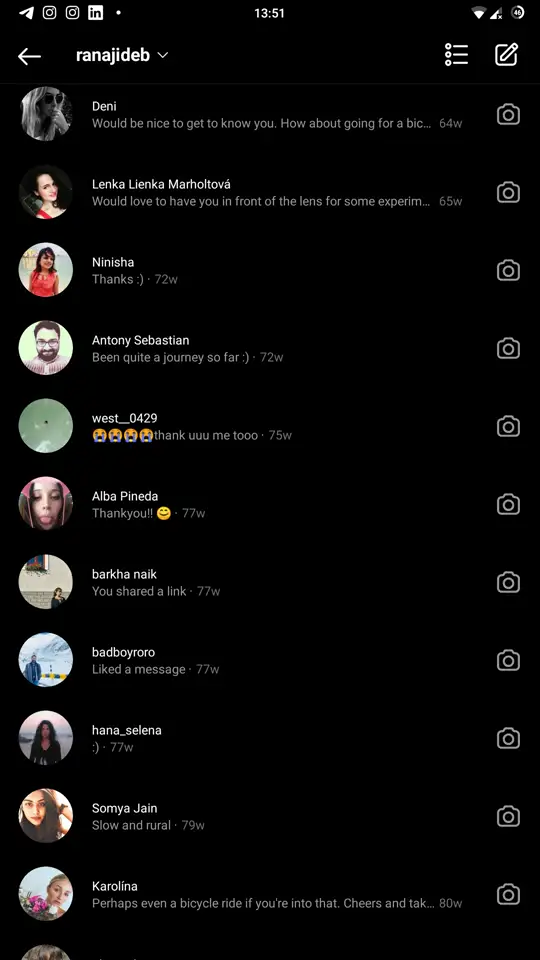 13:51
46
ranajideb
Deni
Would be nice to get to know you. How about going for a bic... 64w
Lenka Lienka Marholtová
Would love to have you in front of the lens for some experim... 65w
Ninisha
Thanks :) · 72w
Antony Sebastian
Been quite a journey so far :) · 72w
west__0429
😭😭😭😭thank uuu me tooo · 75w
Alba Pineda
Thankyou!! 😊 · 77w
barkha naik
You shared a link · 77w
badboyroro
Liked a message · 77w
hana_selena
:) · 77w
Somya Jain
Slow and rural · 79w
Karolína
Perhaps even a bicycle ride if you're into that. Cheers and tak... 80w